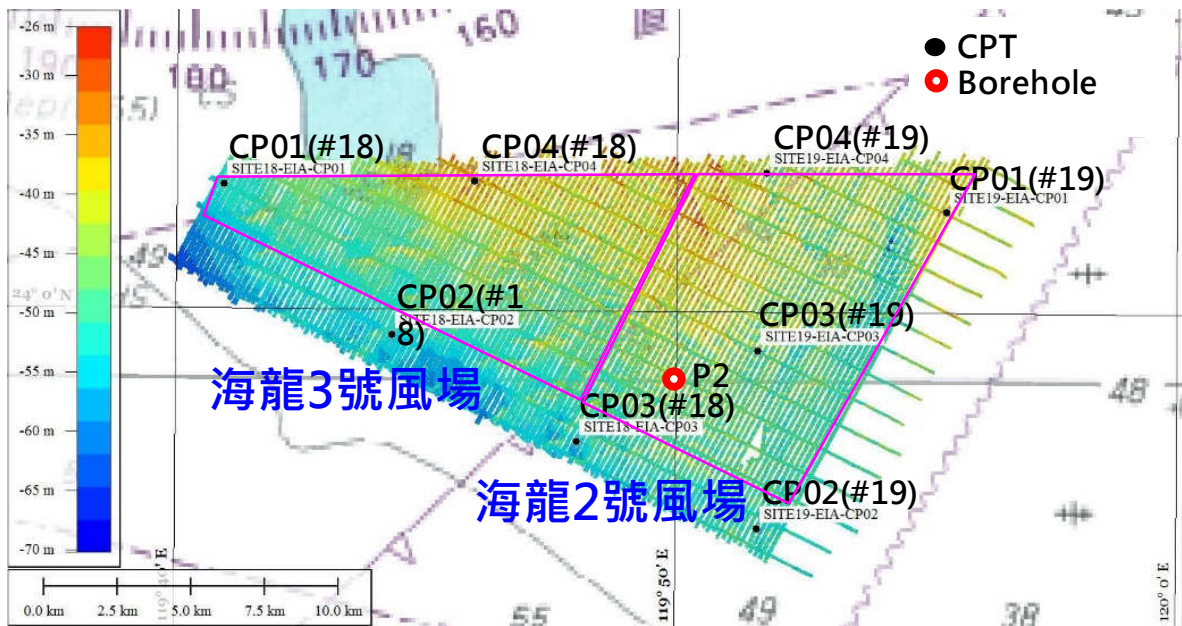 -26 m
-30 m
-35 m
-40 m
-45 m
-50 m
-55 m
-60 m
-65 m
-70 m
160
170
180
190
CPT
Borehole
CP01(#18)
SITE18-EIA-CP01
CP04(#18)
SITE18-EIA-CP04
CP04(#19)
SITE19-EIA-CP04
CP01(#19)
SITE19-EIA-CP01
49
24° 0' N
CP02(#1
8)
SITE18-EIA-CP02
CP03(#19)
SITE19-EIA-CP03
P2
48
海龍3號風場
CP03(#18)
SITE18-EIA-CP03
海龍2號風場
CP02(#19)
SITE19-EIA-CP02
119° 40' E
119° 50' E
120° 0' E
0.0 km
2.5 km
5.0 km
7.5 km
10.0 km
55
49
38